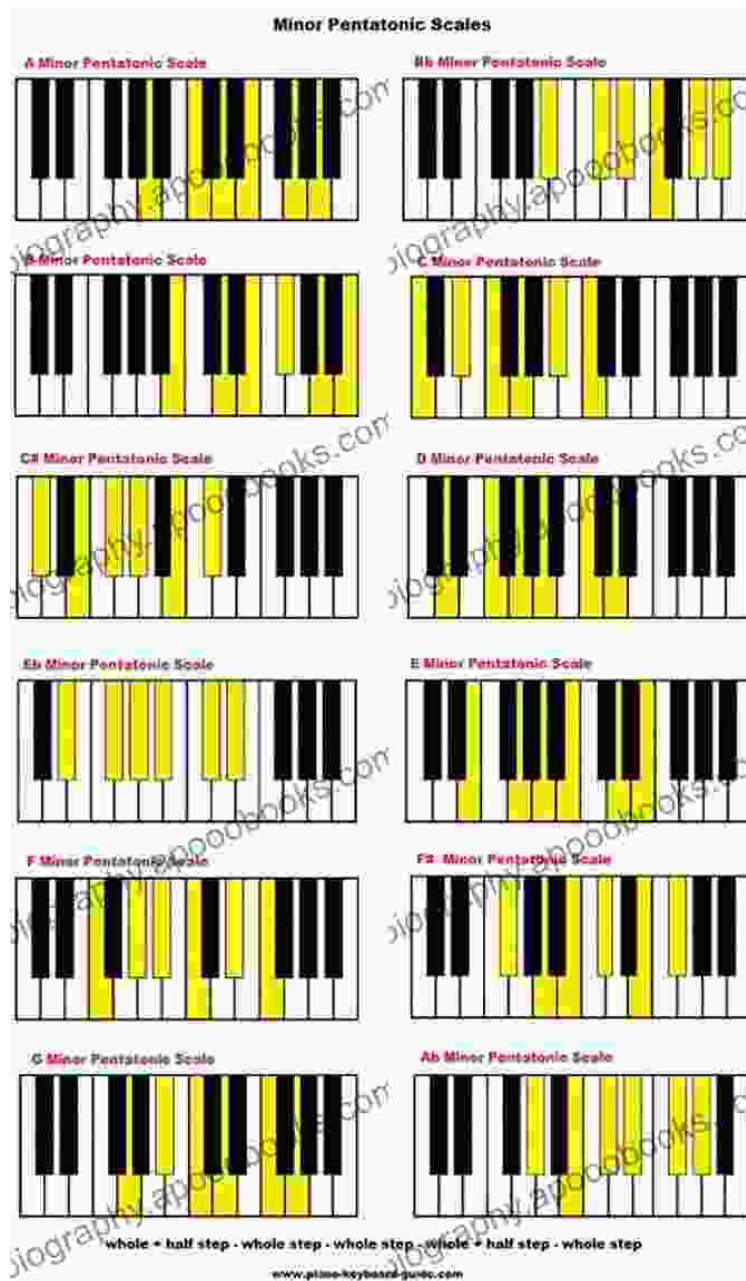 Minor Pentatonic Scales
A Minor Pentatonic Scale
Bb Minor Pentatonic Scale
B Minor Pentatonic Scale
C Minor Pentatonic Scale
C# Minor Pentatonic Scale
D Minor Pentatonic Scale
Eb Minor Pentatonic Scale
E Minor Pentatonic Scale
F Minor Pentatonic Scale
F# Minor Pentatonic Scale
G Minor Pentatonic Scale
Ab Minor Pentatonic Scale
whole + half step - whole step - whole step - whole + half step - whole step
www.piano-keyboard-guide.com
biography.apooobooks.com